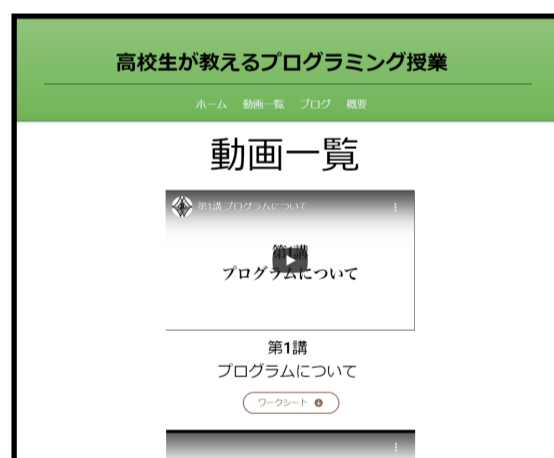 高校生が教えるプログラミング授業
ホーム 動画一覧 ブログ 概要
動画一覧
第1講 プログラムについて
第1講
プログラムについて
第1講
プログラムについて
ワークシート